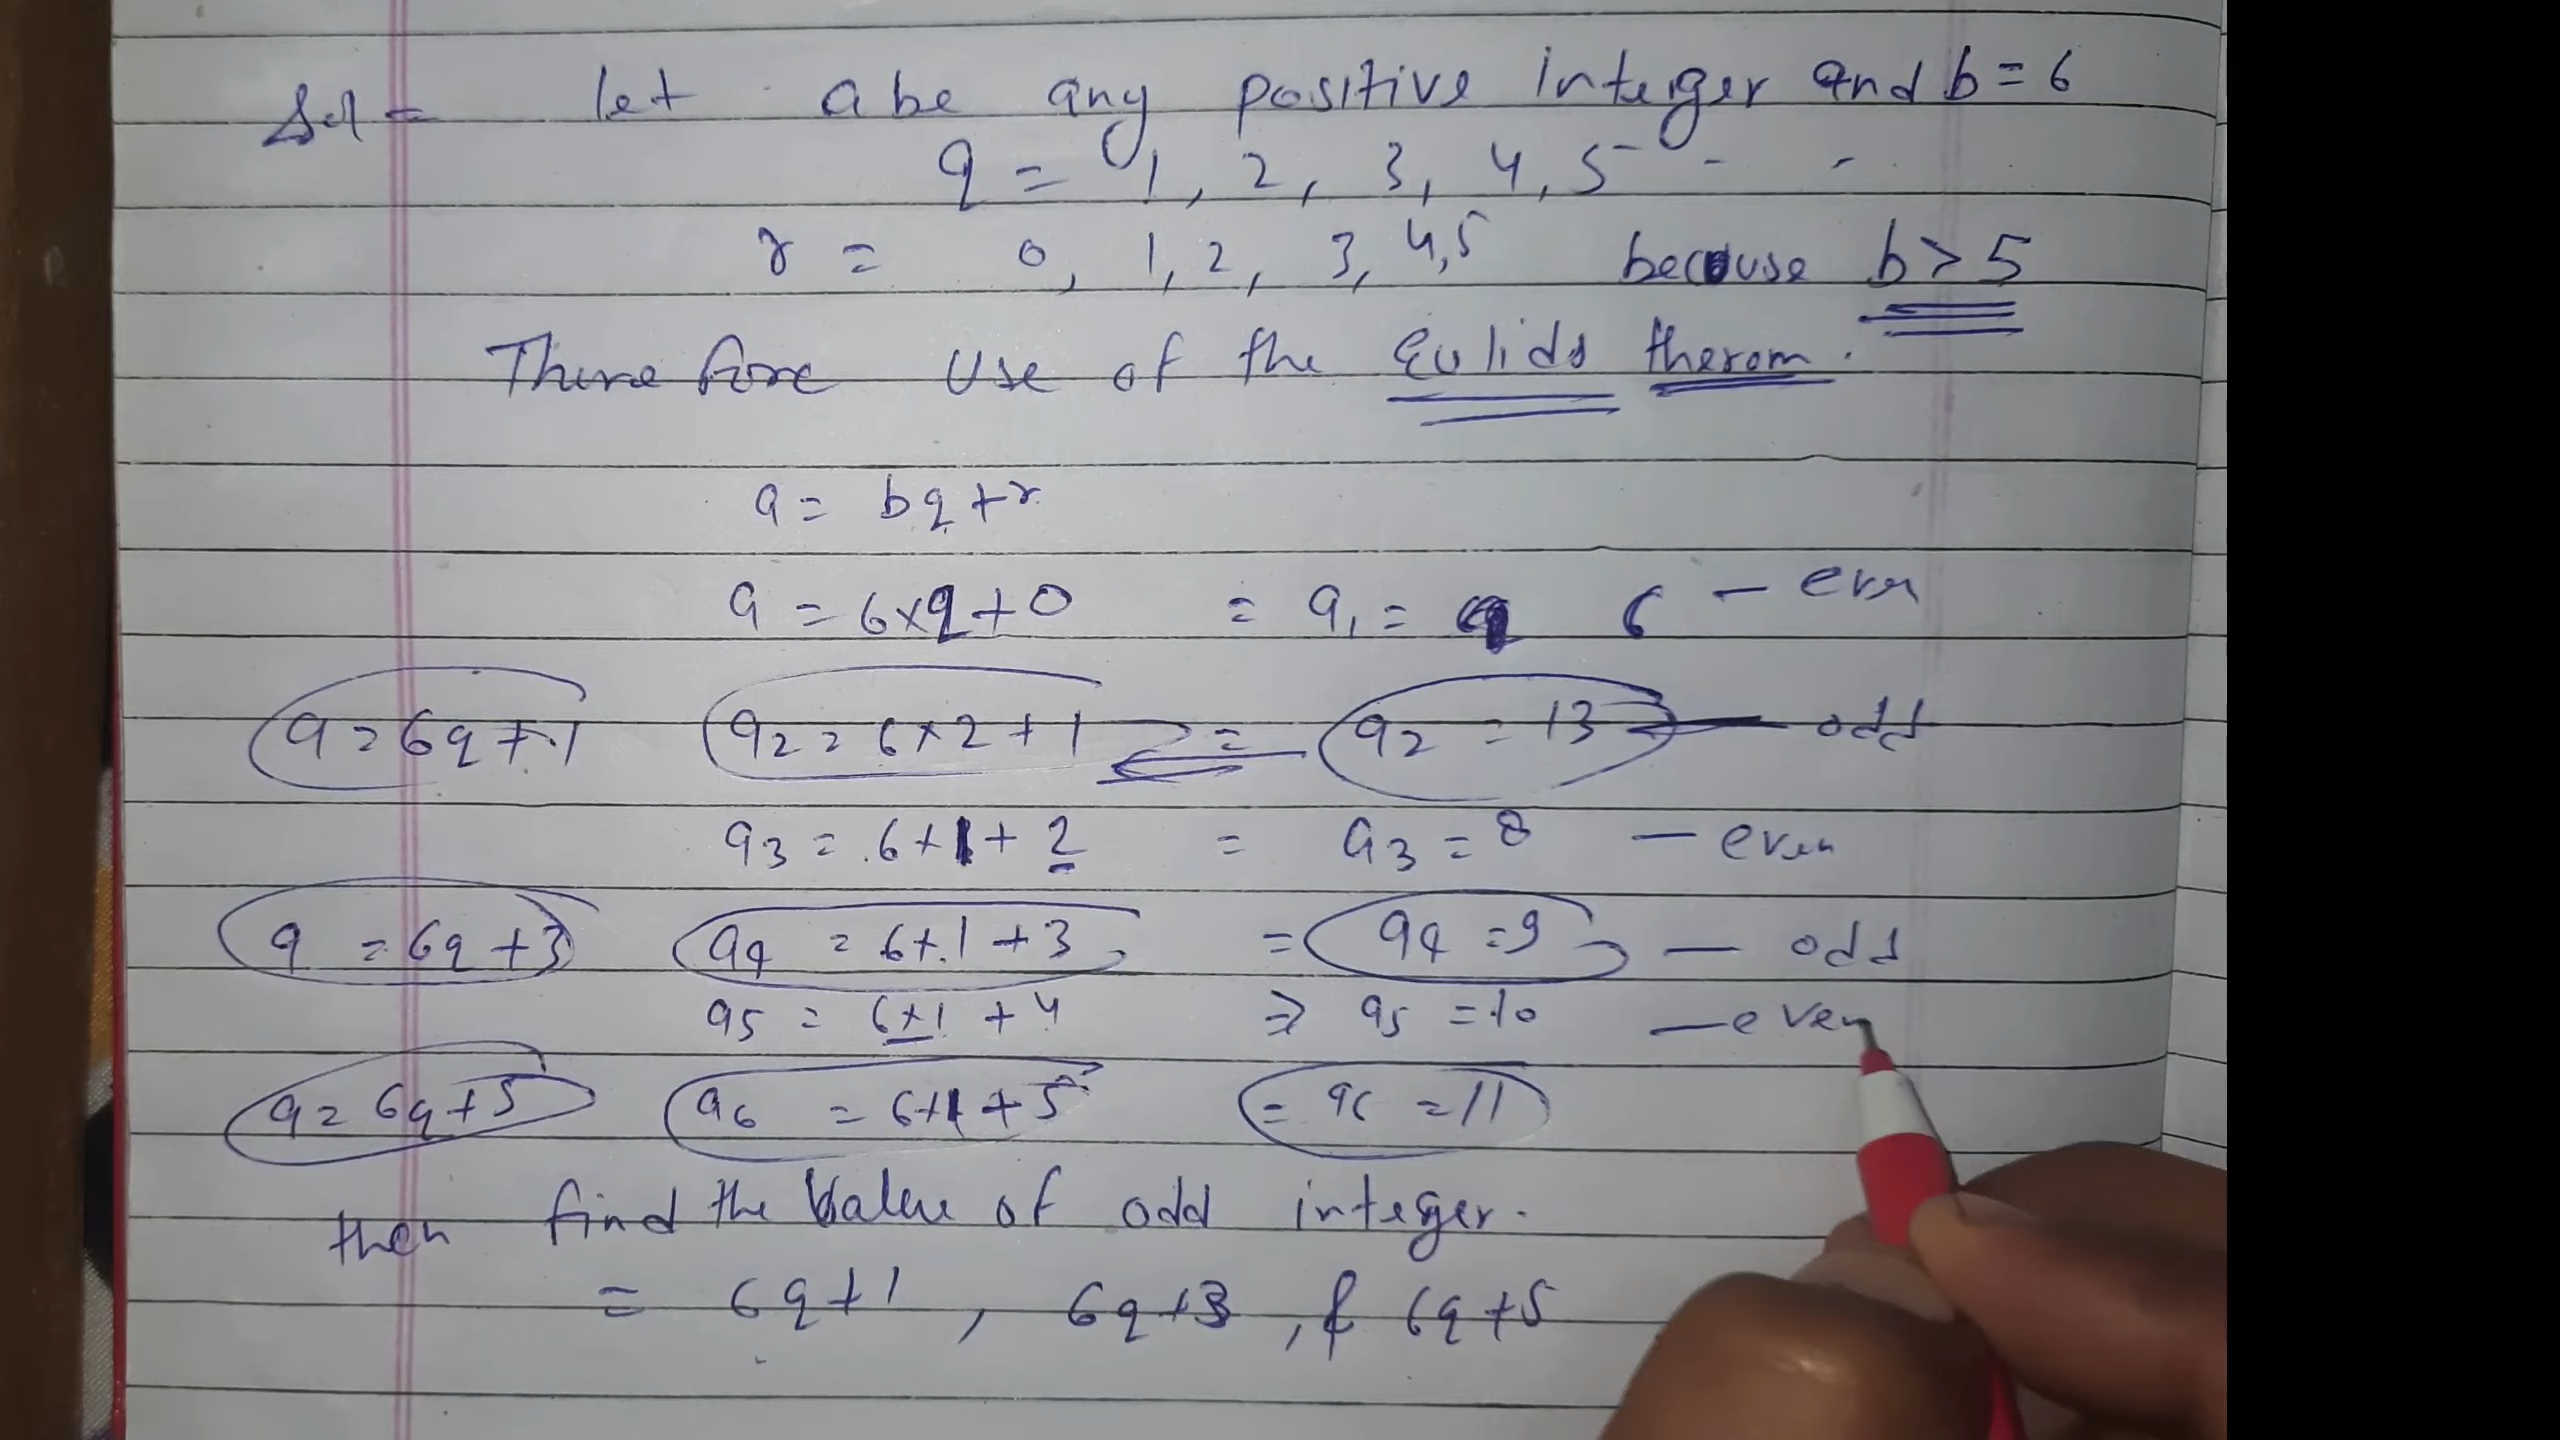 Sol = let a be any positive integer and b = 6
q = 1, 2, 3, 4, 5 - - -
r = 0, 1, 2, 3, 4, 5 because b > 5
Therefore use of the Eulids therom.
a = bq + r
a = 6×q + 0 = a1 = 6 - even
a = 6q + 1 a2 = 6×2 + 1 = a2 = 13 - odd
a3 = 6×1 + 2 = a3 = 8 - even
a = 6q + 3 a4 = 6×1 + 3 = a4 = 9 - odd
a5 = 6×1 + 4 ⇒ a5 = 10 - even
a = 6q + 5 a6 = 6×1 + 5 = a6 = 11
then find the Value of odd integer.
= 6q + 1, 6q + 3, & 6q + 5